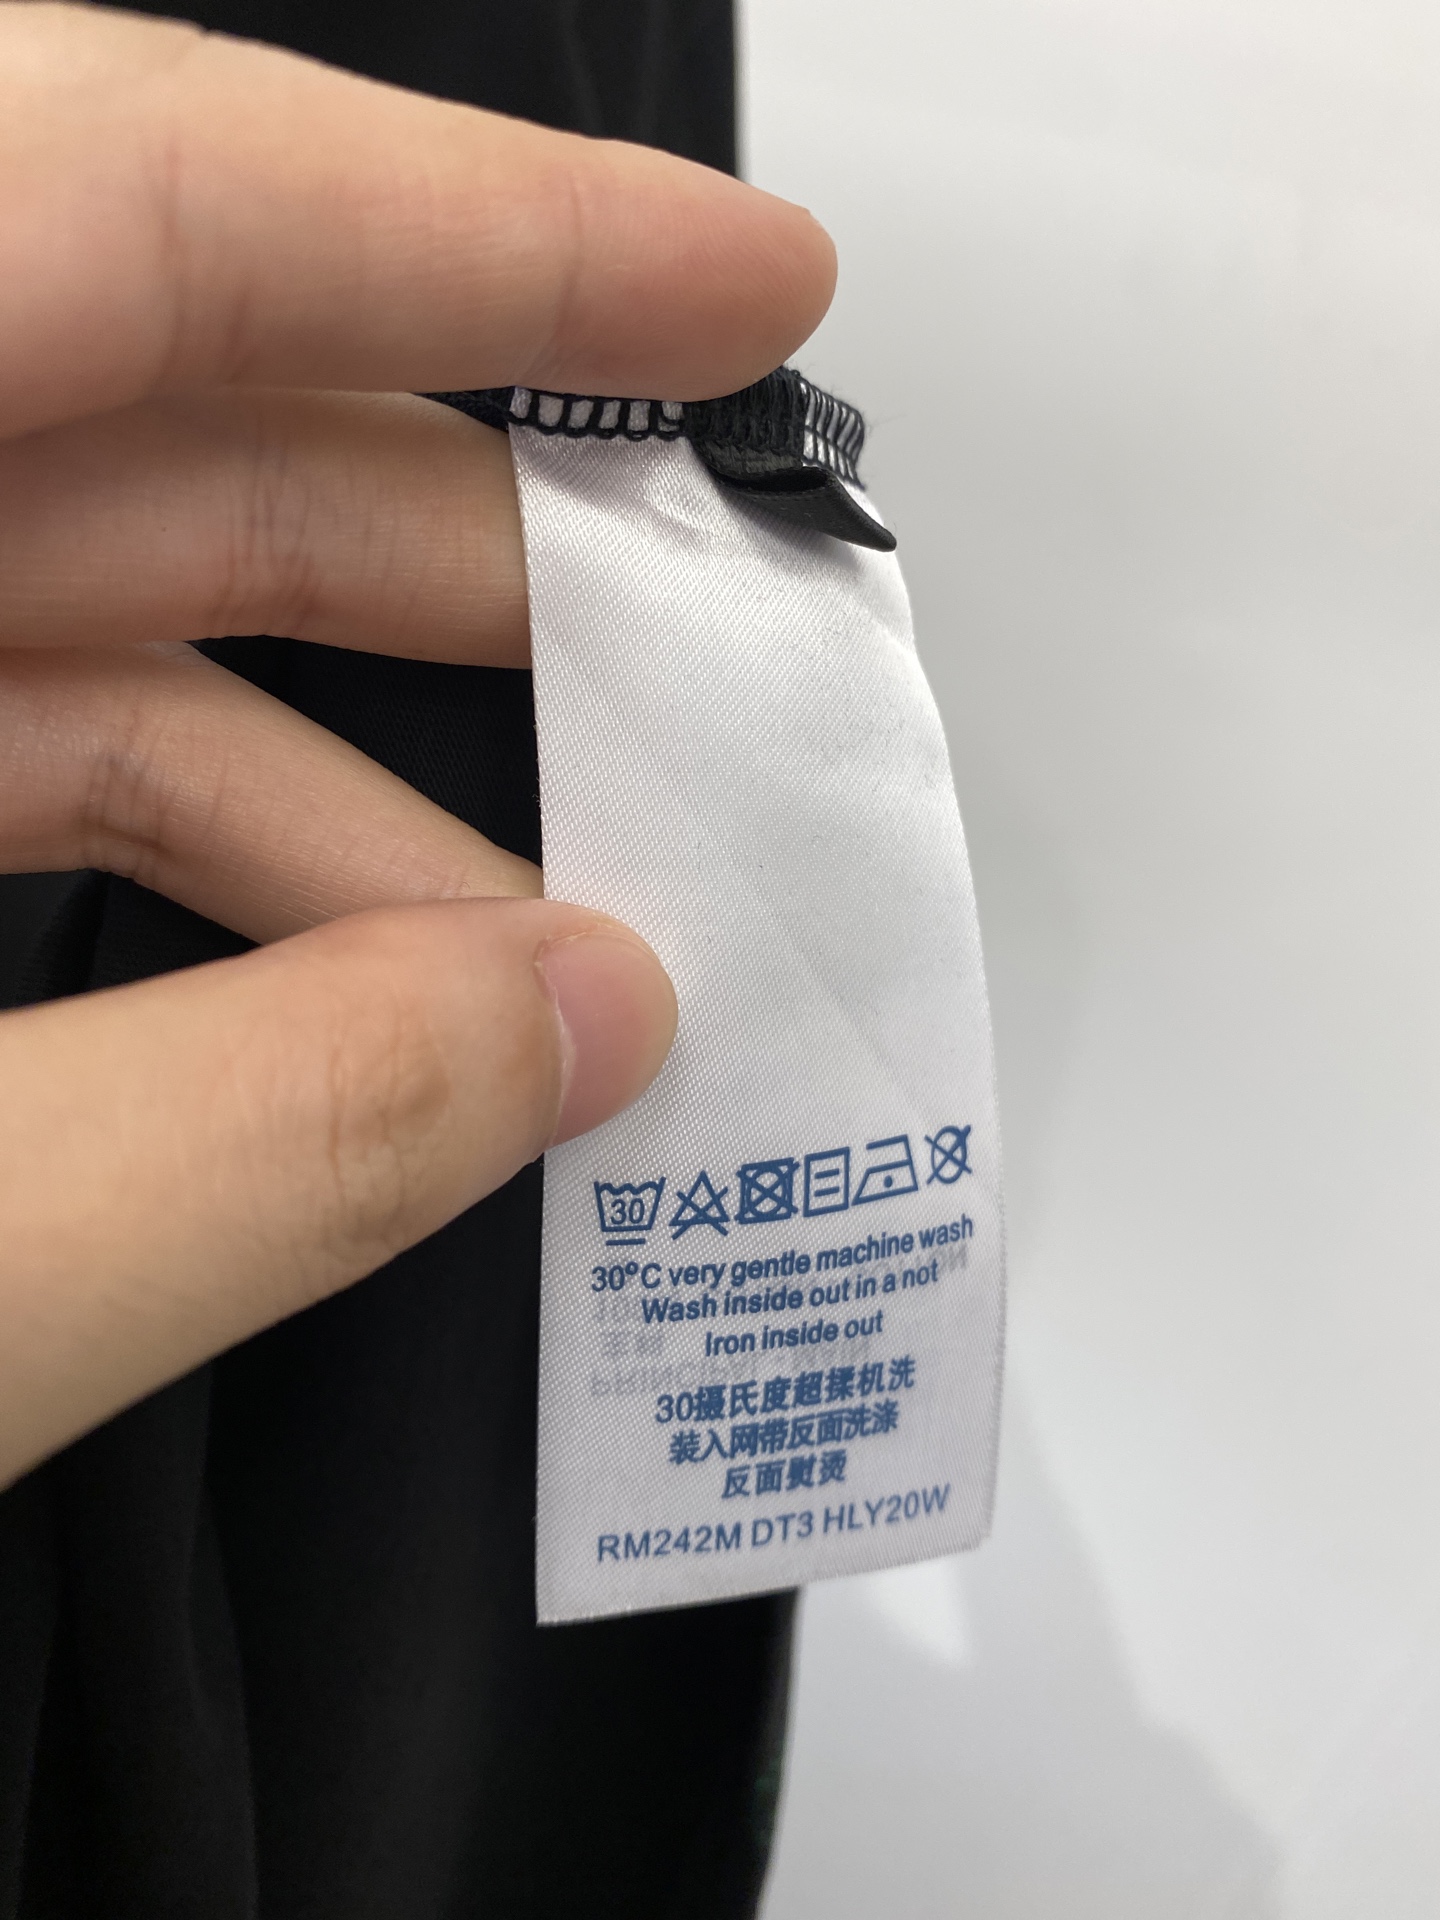 30
30°C very gentle machine wash
Wash inside out in a not
Iron inside out
30摄氏度超揉机洗
装入网带反面洗涤
反面熨烫
RM242M DT3 HLY20W